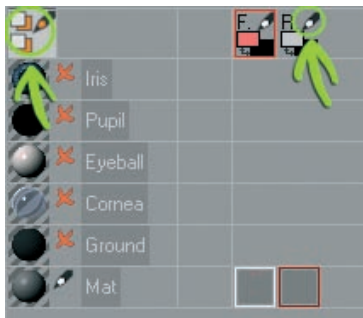 F. R
Iris
Pupil
Eyeball
Cornea
Ground
Mat